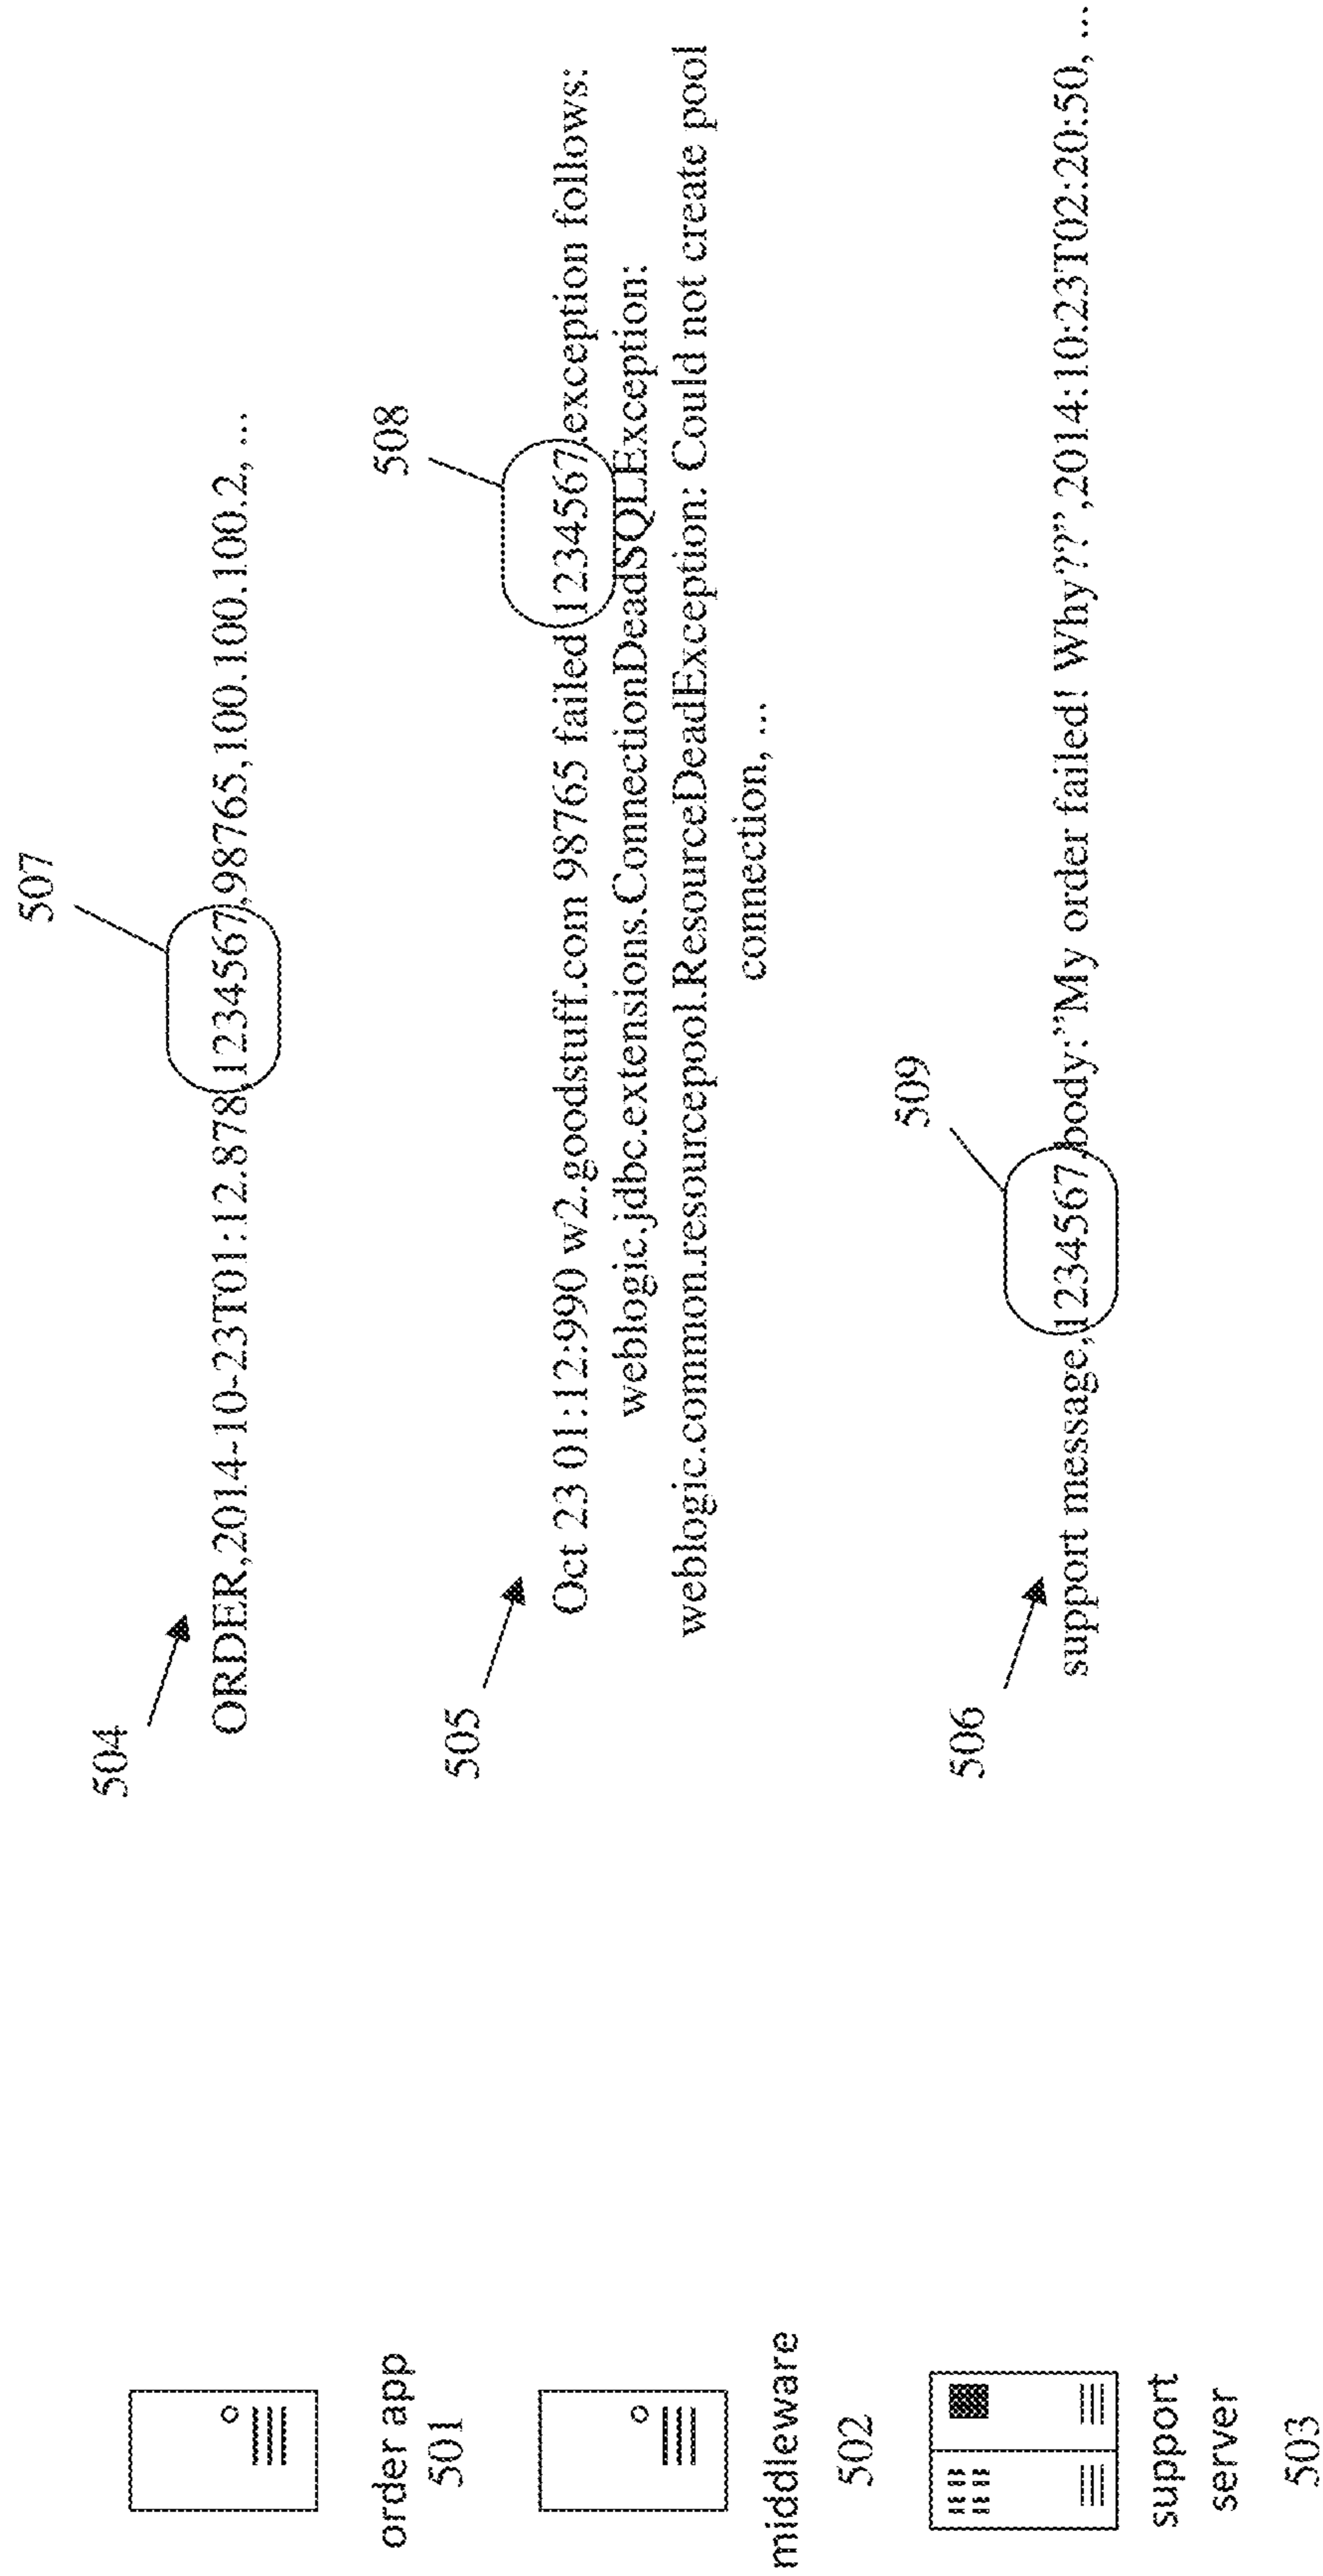 507
504
ORDER,2014-10-23T01:12.878,1234567,98765,100.100.100.2, ...
order app
501
508
505
Oct 23 01:12:990 w2.goodstuff.com 98765 failed 1234567.exception follows:
weblogic.jdbc.extensions.ConnectionDeadSQLException:
weblogic.common.resourcepool.ResourceDeadException: Could not create pool
connection, ...
middleware
502
509
506
support message,1234567,body:”My order failed! Why??”,2014:10:23T02:20:50, ...
support
server
503